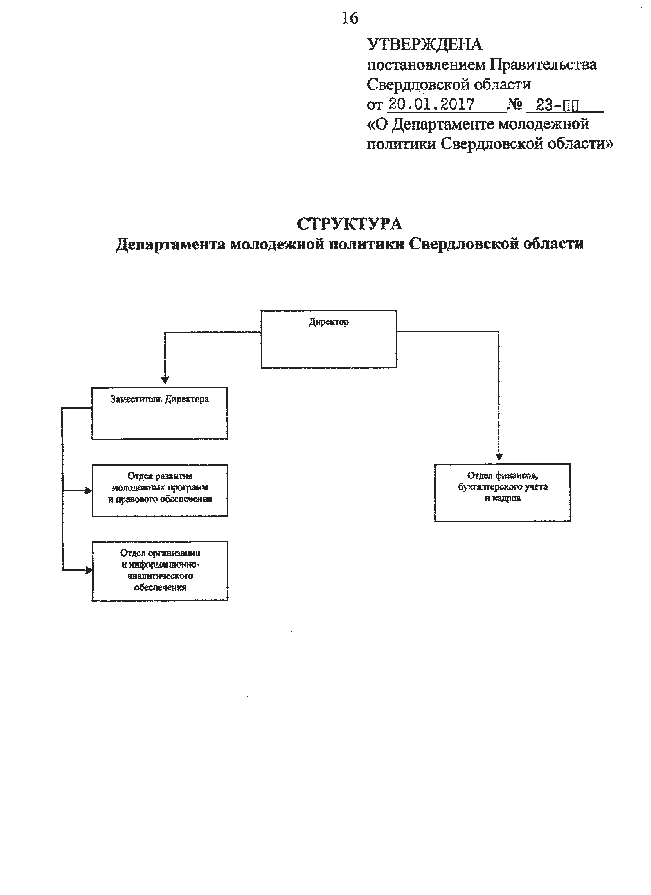 16
УТВЕРЖДЕНА
постановлением Правительства
Свердловской области
от 20.01.2017 № 23-ПП
«О Департаменте молодежной
политики Свердловской области»
СТРУКТУРА
Департамента молодежной политики Свердловской области
Директор
Заместитель Директора
Отдел развития
молодежных программ
и правового обеспечения
Отдел финансов,
бухгалтерского учета
и кадров
Отдел организации
и информационно-
аналитического
обеспечения